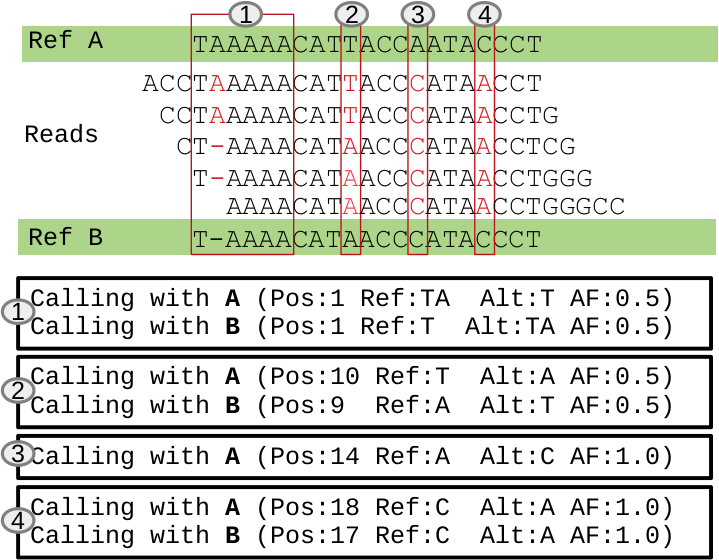 1 2 3 4
Ref A TAAAAACATTACCAATACCCT
ACCTAAAAAACATTACCCATAACCT
CCTAAAAAACATTACCCATAACCTG
Reads
CT-AAAACATAACCCATAACCTCG
T-AAAACATAACCCATAACCTGGG
AAAACATAACCCATAACCTGGGCC
Ref B T-AAAACATAACCCATACCCT
1
Calling with A (Pos:1 Ref:TA Alt:T AF:0.5)
Calling with B (Pos:1 Ref:T Alt:TA AF:0.5)
2
Calling with A (Pos:10 Ref:T Alt:A AF:0.5)
Calling with B (Pos:9 Ref:A Alt:T AF:0.5)
3
Calling with A (Pos:14 Ref:A Alt:C AF:1.0)
4
Calling with A (Pos:18 Ref:C Alt:A AF:1.0)
Calling with B (Pos:17 Ref:C Alt:A AF:1.0)